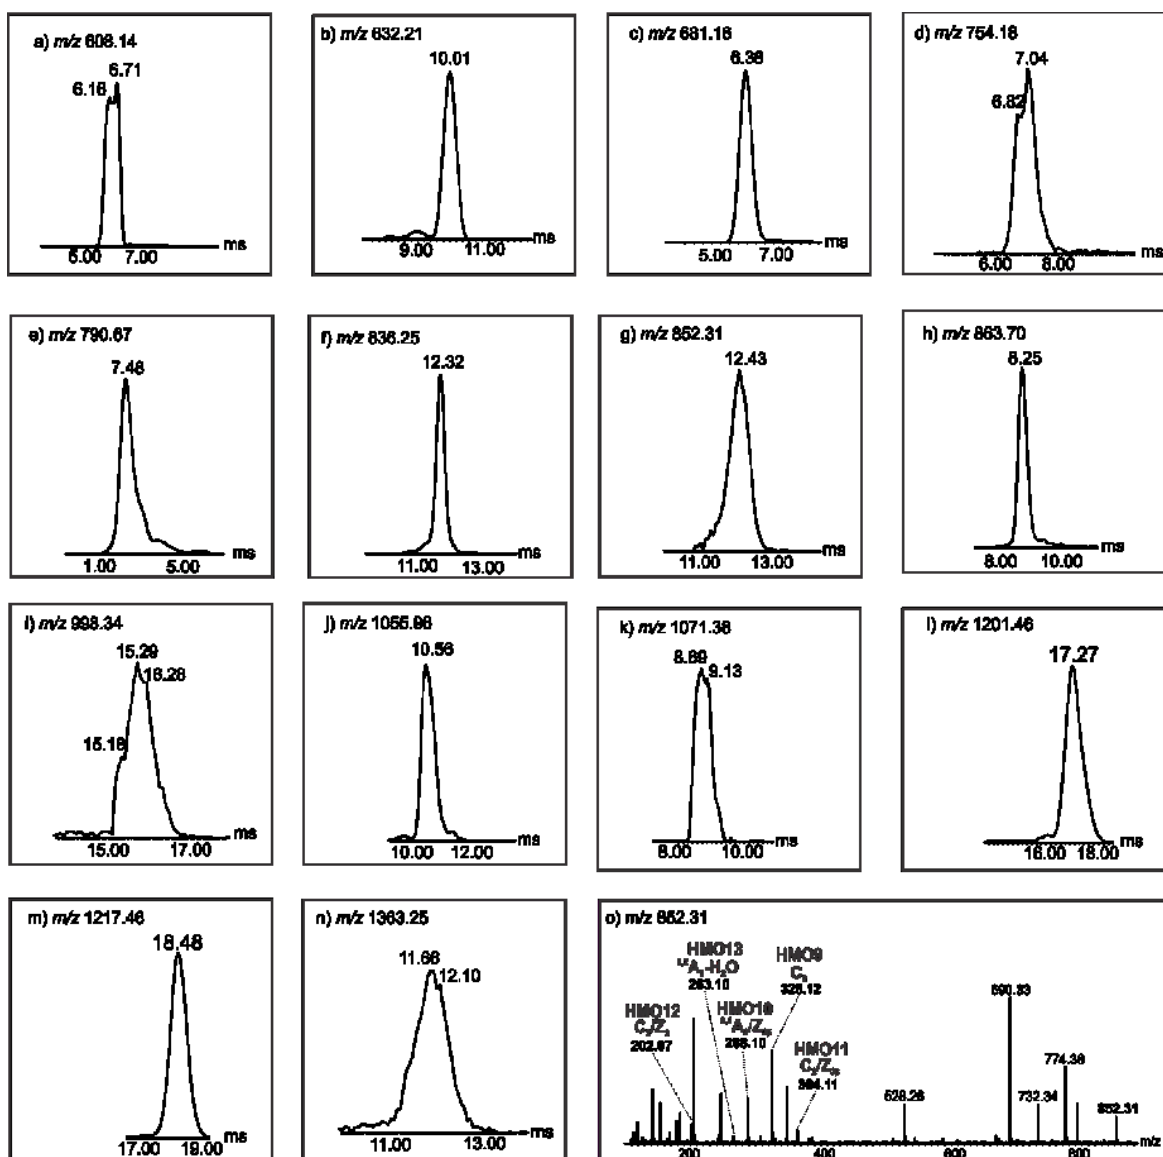 a) m/z 608.14
6.71
6.16
5.00 7.00 ms
b) m/z 632.21
10.01
9.00 11.00 ms
c) m/z 681.16
6.36
5.00 7.00 ms
d) m/z 754.18
7.04
6.82
6.00 8.00 ms
e) m/z 790.67
7.48
1.00 5.00 ms
f) m/z 836.25
12.32
11.00 13.00 ms
g) m/z 852.31
12.43
11.00 13.00 ms
h) m/z 863.70
8.25
8.00 10.00 ms
i) m/z 998.34
15.29
16.28
15.18
15.00 17.00 ms
j) m/z 1055.98
10.56
10.00 12.00 ms
k) m/z 1071.38
8.89
9.13
8.00 10.00 ms
l) m/z 1201.46
17.27
16.00 18.00 ms
m) m/z 1217.46
18.48
17.00 19.00 ms
n) m/z 1363.25
11.66
12.10
11.00 13.00 ms
o) m/z 852.31
HMO13
263.10
HMO9
325.12
HMO12
202.07
HMO10
HMO11
364.11
690.33
774.36
528.26
732.34
852.31
200 400 600 800 m/z